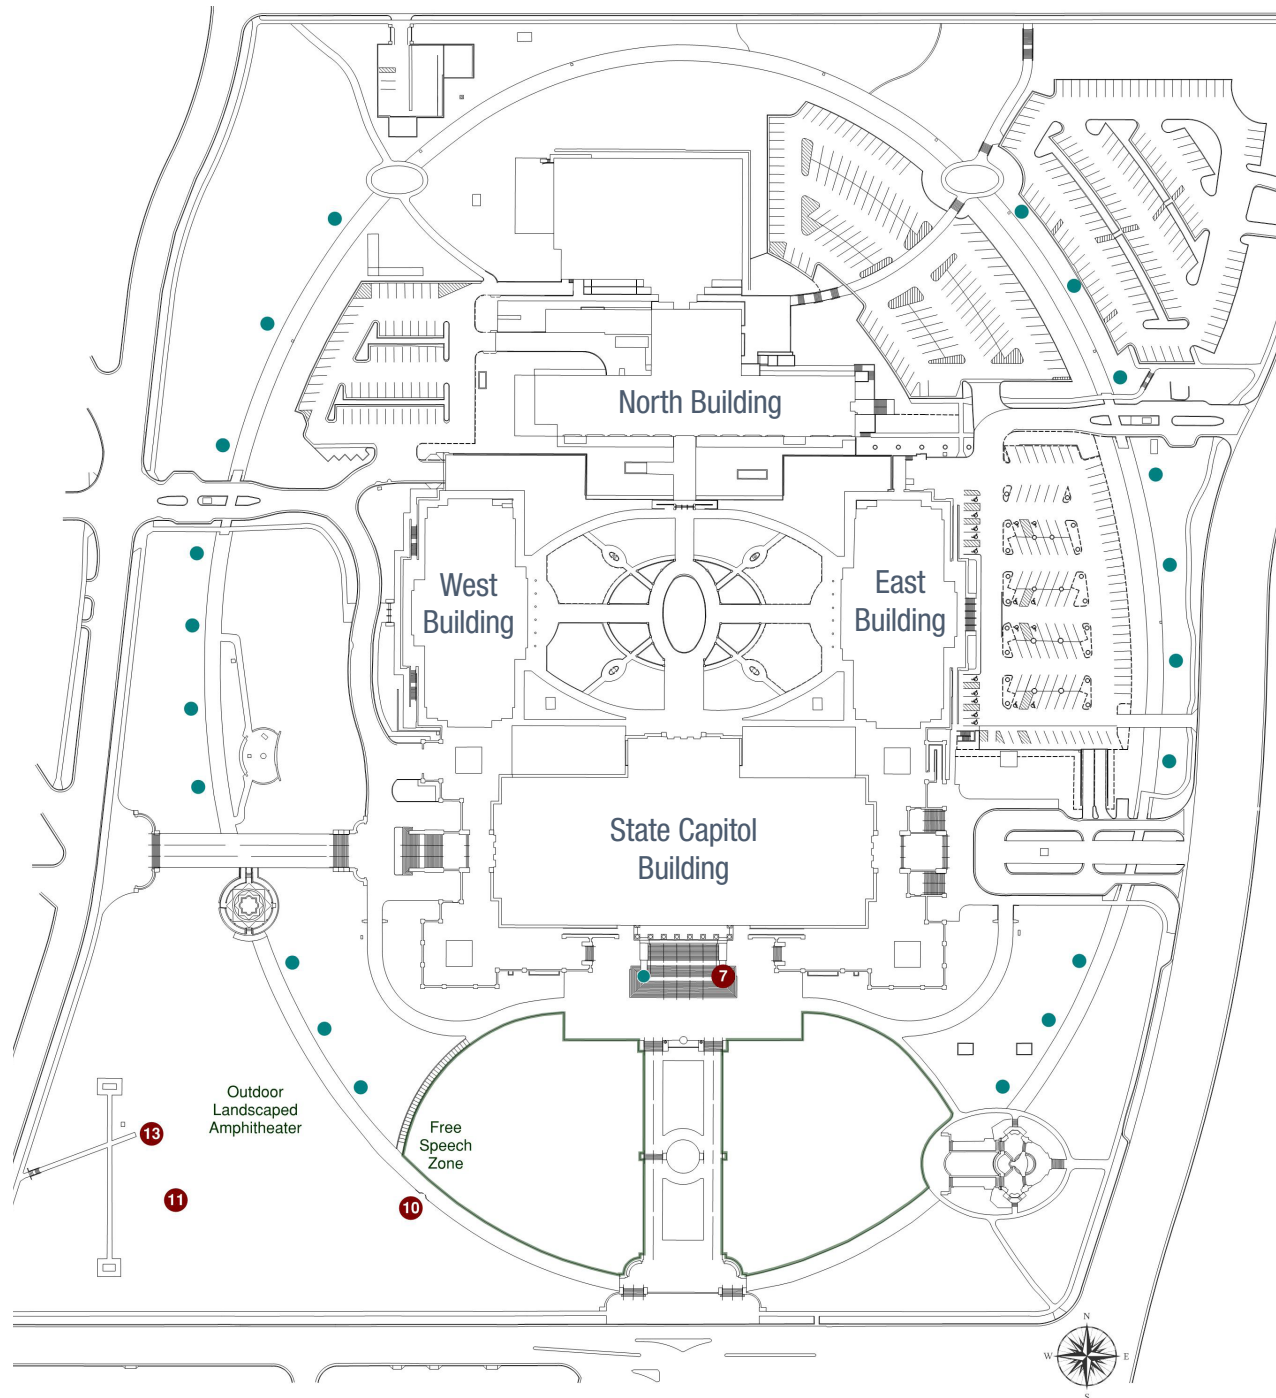 North Building
West
Building
East
Building
State Capitol
Building
7
Outdoor
Landscaped
Amphitheater
Free
Speech
Zone
13
11
10
N
W
E
S